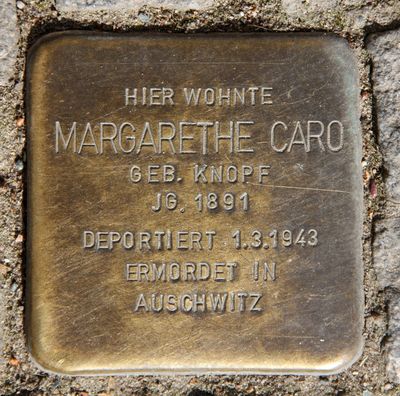 HIER WOHNTE
MARGARETHE CARO
GEB. KNOPF
JG. 1891
DEPORTIERT 1.3.1943
ERMORDET IN
AUSCHWITZ